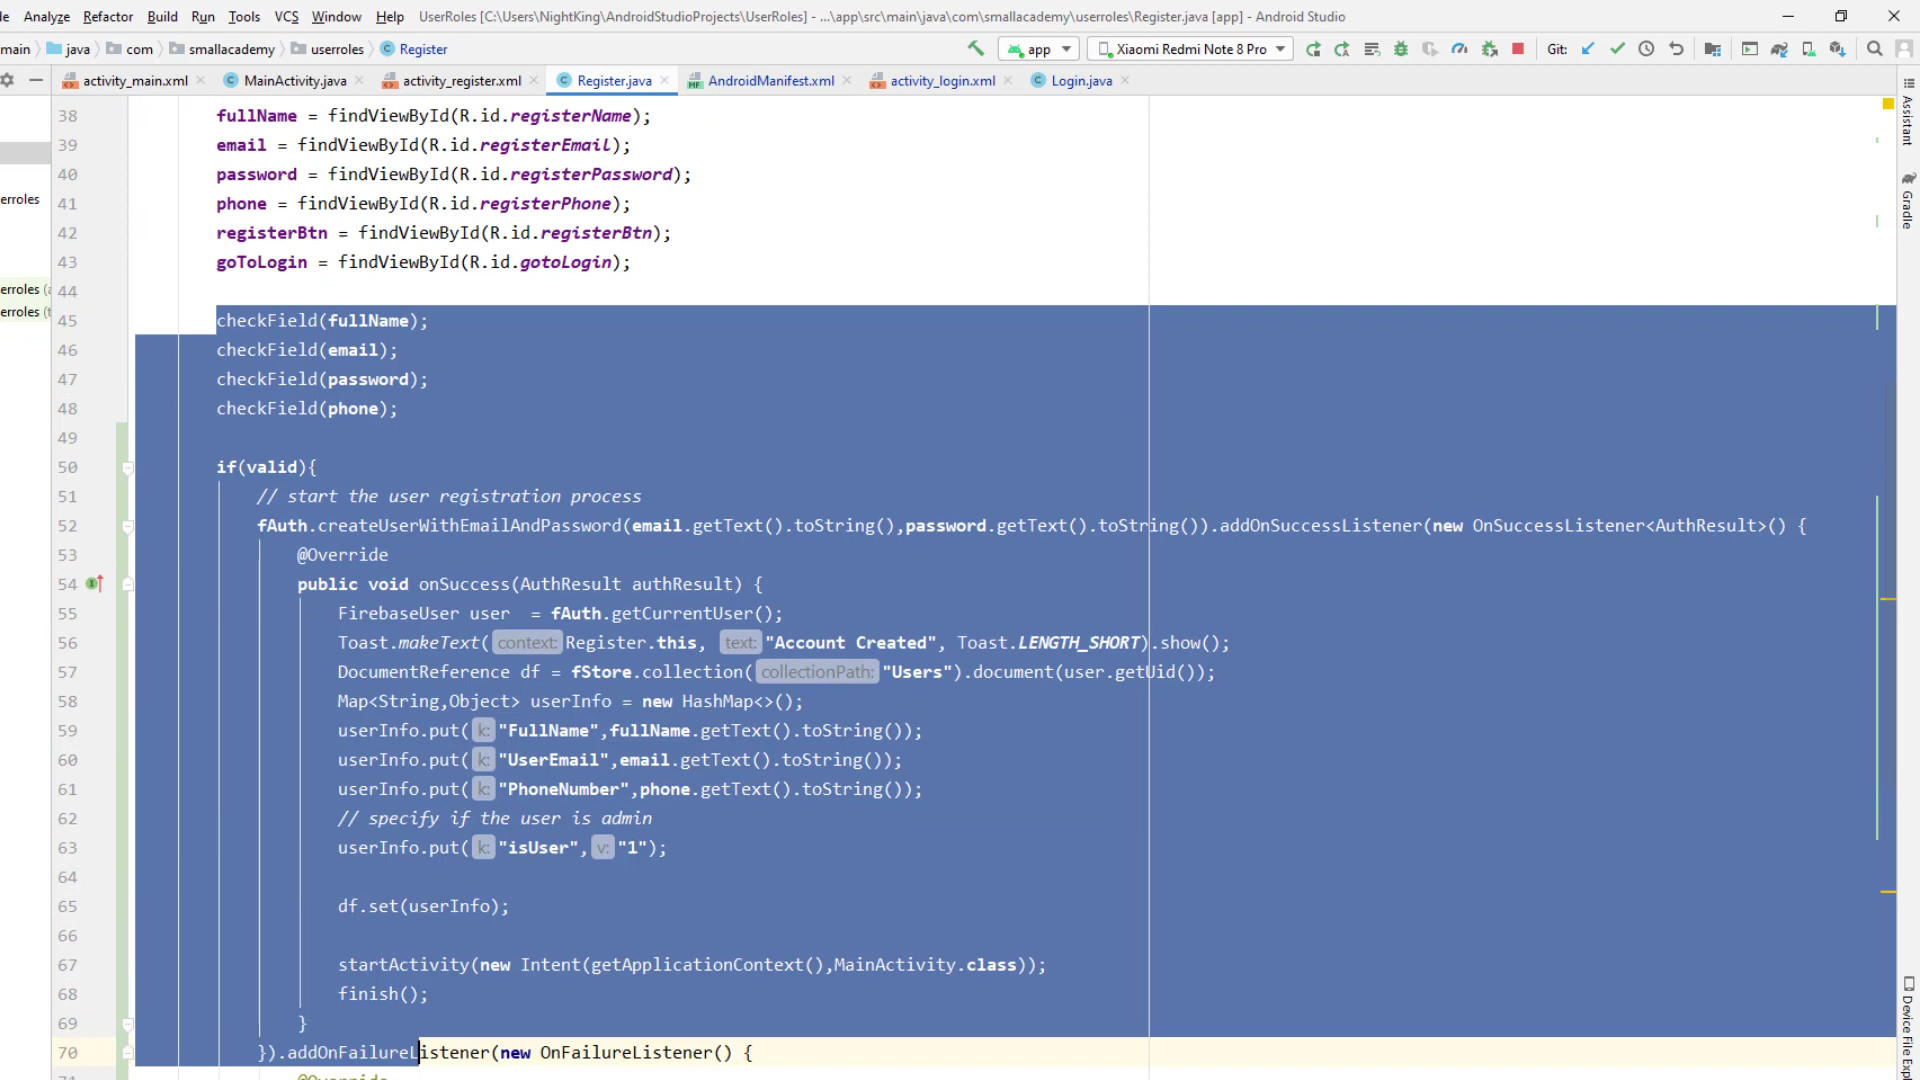 Analyze Refactor Build Run Tools VCS Window Help UserRoles [C:\Users\NightKing\AndroidStudioProjects\UserRoles] - ...\app\src\main\java\com\smallacademy\userroles\Register.java [app] - Android Studio
main java com smallacademy userroles Register app Xiaomi Redmi Note 8 Pro Git:
activity_main.xml MainActivity.java activity_register.xml Register.java AndroidManifest.xml activity_login.xml Login.java
38 fullName = findViewById(R.id.registerName);
39 email = findViewById(R.id.registerEmail);
40 password = findViewById(R.id.registerPassword);
41 phone = findViewById(R.id.registerPhone);
42 registerBtn = findViewById(R.id.registerBtn);
43 goToLogin = findViewById(R.id.gotoLogin);
44
45 checkField(fullName);
46 checkField(email);
47 checkField(password);
48 checkField(phone);
49
50 if(valid){
51 // start the user registration process
52 fAuth.createUserWithEmailAndPassword(email.getText().toString(),password.getText().toString()).addOnSuccessListener(new OnSuccessListener<AuthResult>() {
53 @Override
54 public void onSuccess(AuthResult authResult) {
55 FirebaseUser user = fAuth.getCurrentUser();
56 Toast.makeText( context: Register.this, text: "Account Created", Toast.LENGTH_SHORT).show();
57 DocumentReference df = fStore.collection( collectionPath: "Users").document(user.getUid());
58 Map<String,Object> userInfo = new HashMap<>();
59 userInfo.put( k: "FullName",fullName.getText().toString());
60 userInfo.put( k: "UserEmail",email.getText().toString());
61 userInfo.put( k: "PhoneNumber",phone.getText().toString());
62 // specify if the user is admin
63 userInfo.put( k: "isUser", v: "1");
64
65 df.set(userInfo);
66
67 startActivity(new Intent(getApplicationContext(),MainActivity.class));
68 finish();
69 }
70 }).addOnFailureListener(new OnFailureListener() {
@Override
erroles
erroles (
erroles (
Assistant
Gradle
Device File Expl